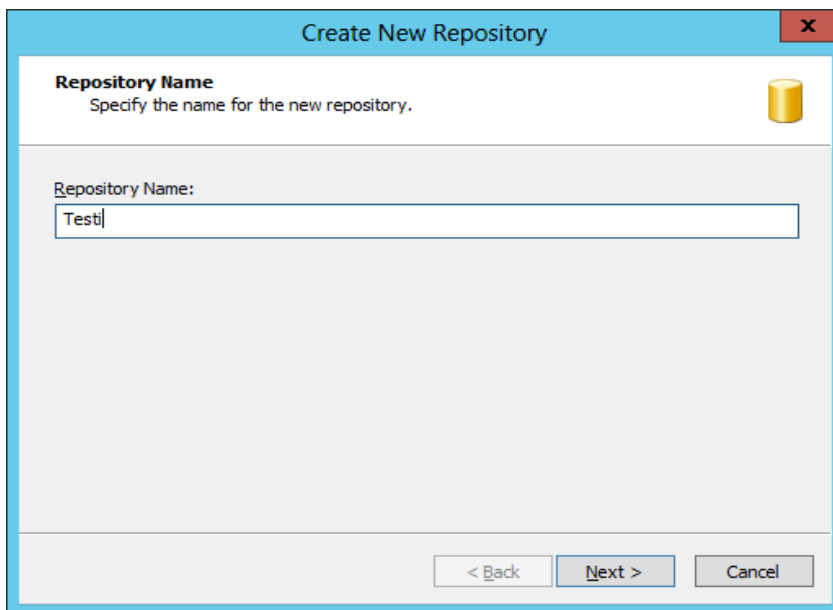 Create New Repository
x
Repository Name
Specify the name for the new repository.
Repository Name:
Testi
< Back
Next >
Cancel